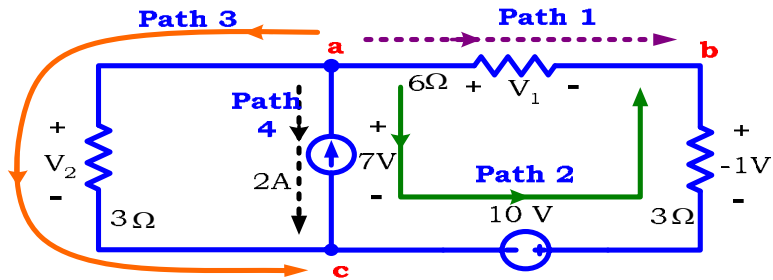 Path 3
Path 1
a
b
6Ω
+ V1 -
Path
4
+
V2
-
3Ω
2A
+
7V
-
+
-1V
-
Path 2
10 V
3Ω
c